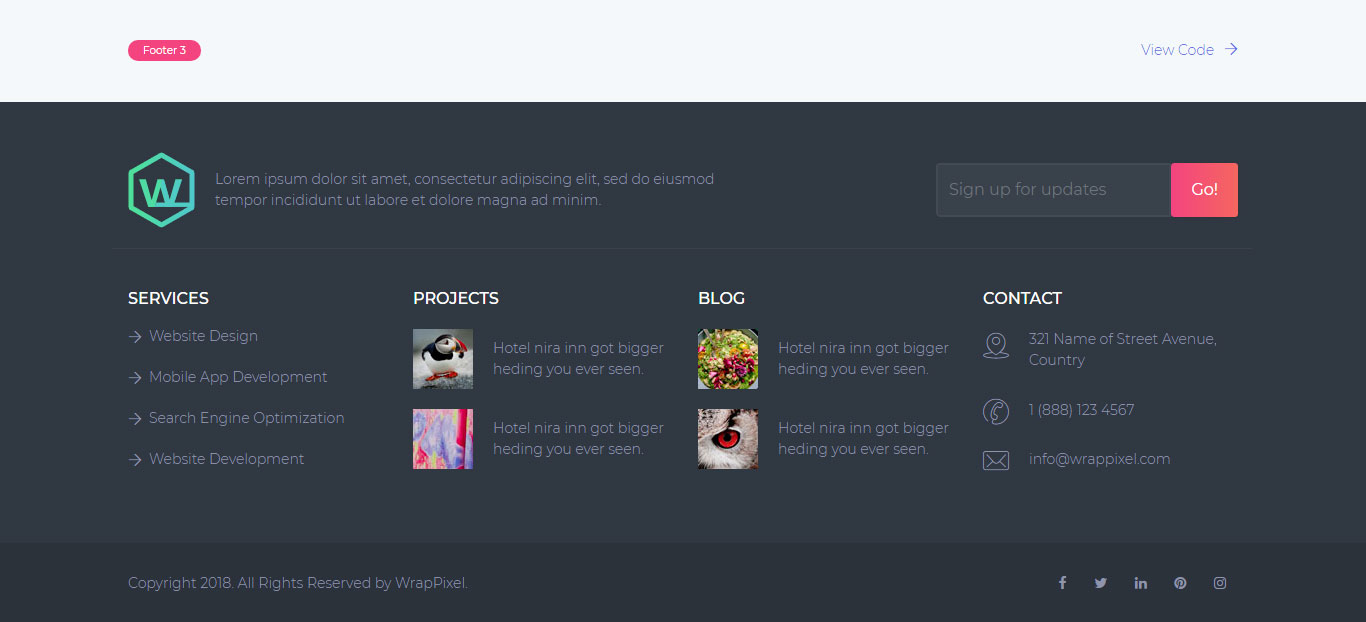 Footer 3
View Code
W
Lorem ipsum dolor sit amet, consectetur adipiscing elit, sed do eiusmod
tempor incididunt ut labore et dolore magna ad minim.
Sign up for updates
Go!
SERVICES
Website Design
Mobile App Development
Search Engine Optimization
Website Development
PROJECTS
Hotel nira inn got bigger
heding you ever seen.
Hotel nira inn got bigger
heding you ever seen.
BLOG
Hotel nira inn got bigger
heding you ever seen.
Hotel nira inn got bigger
heding you ever seen.
CONTACT
321 Name of Street Avenue,
Country
1 (888) 123 4567
info@wrappixel.com
Copyright 2018. All Rights Reserved by WrapPixel.